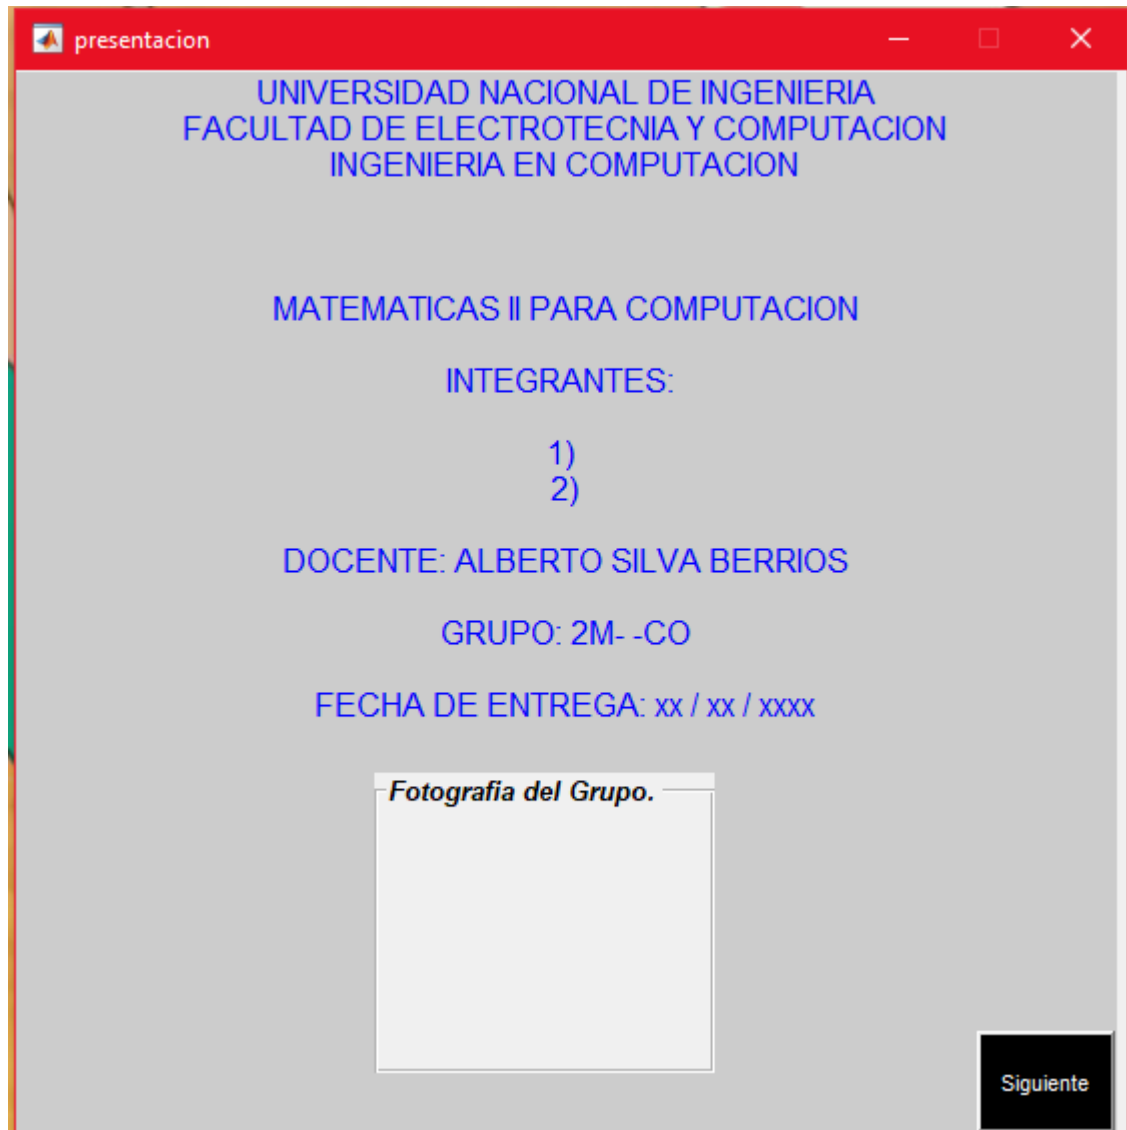 presentacion
UNIVERSIDAD NACIONAL DE INGENIERIA
FACULTAD DE ELECTROTECNIA Y COMPUTACION
INGENIERIA EN COMPUTACION
MATEMATICAS II PARA COMPUTACION
INTEGRANTES:
1)
2)
DOCENTE: ALBERTO SILVA BERRIOS
GRUPO: 2M- -CO
FECHA DE ENTREGA: xx / xx / xxxx
Fotografia del Grupo.
Siguiente